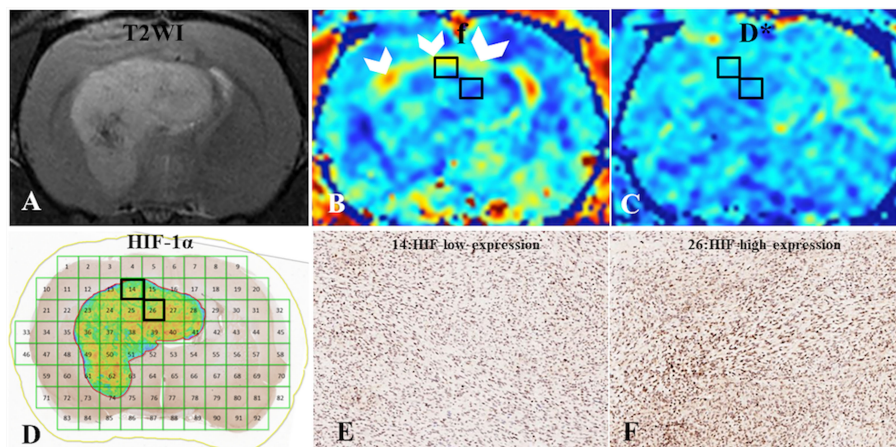 T2WI
A
f
B
D*
C
HIF-1α
1 2 3 4 5 6 7 8 9
10 11 12 13 14 15 16 17 18 19 20
21 22 23 24 25 26 27 28 29 30 31 32
33 34 35 36 37 38 39 40 41 42 43 44 45
46 47 48 49 50 51 52 53 54 55 56 57 58
59 60 61 62 63 64 65 66 67 68 69 70
71 72 73 74 75 76 77 78 79 80 81 82
83 84 85 86 87 88 89 90 91 92
D
14:HIF low expression
E
26:HIF high expression
F